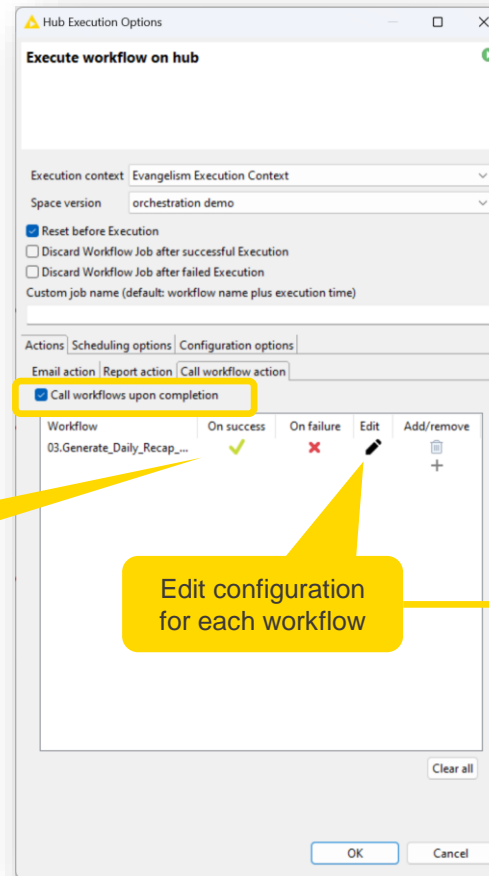 Hub Execution Options
Execute workflow on hub
Execution context Evangelism Execution Context
Space version orchestration demo
Reset before Execution
Discard Workflow Job after successful Execution
Discard Workflow Job after failed Execution
Custom job name (default: workflow name plus execution time)
Actions Scheduling options Configuration options
Email action Report action Call workflow action
Call workflows upon completion
Workflow On success On failure Edit Add/remove
03.Generate_Daily_Recap_...
Edit configuration
for each workflow
Clear all
OK Cancel